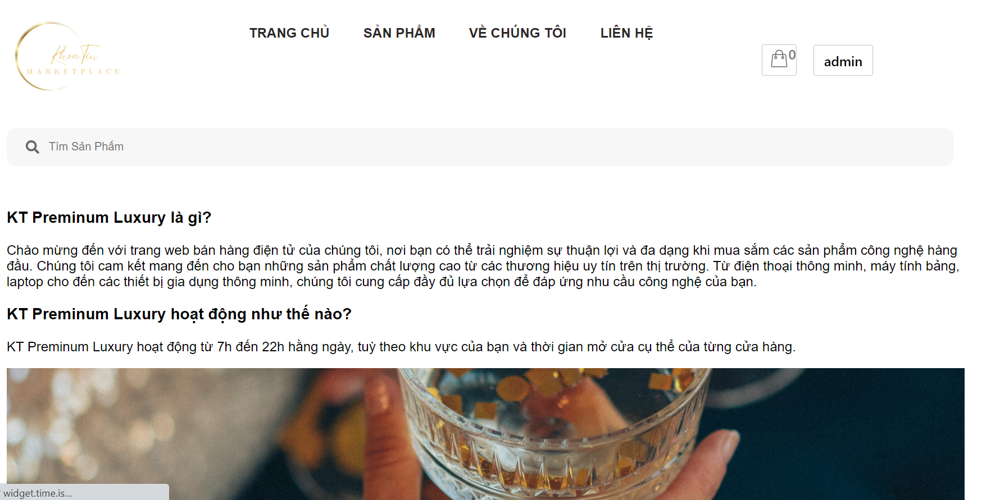 Khoa Tín
MARKETPLACE
TRANG CHỦ SẢN PHẨM VỀ CHÚNG TÔI LIÊN HỆ
0
admin
Tìm Sản Phẩm
KT Preminum Luxury là gì?
Chào mừng đến với trang web bán hàng điện tử của chúng tôi, nơi bạn có thể trải nghiệm sự thuận lợi và đa dạng khi mua sắm các sản phẩm công nghệ hàng
đầu. Chúng tôi cam kết mang đến cho bạn những sản phẩm chất lượng cao từ các thương hiệu uy tín trên thị trường. Từ điện thoại thông minh, máy tính bảng,
laptop cho đến các thiết bị gia dụng thông minh, chúng tôi cung cấp đầy đủ lựa chọn để đáp ứng nhu cầu công nghệ của bạn.
KT Preminum Luxury hoạt động như thế nào?
KT Preminum Luxury hoạt động từ 7h đến 22h hằng ngày, tuỳ theo khu vực của bạn và thời gian mở cửa cụ thể của từng cửa hàng.
widget.time.is...